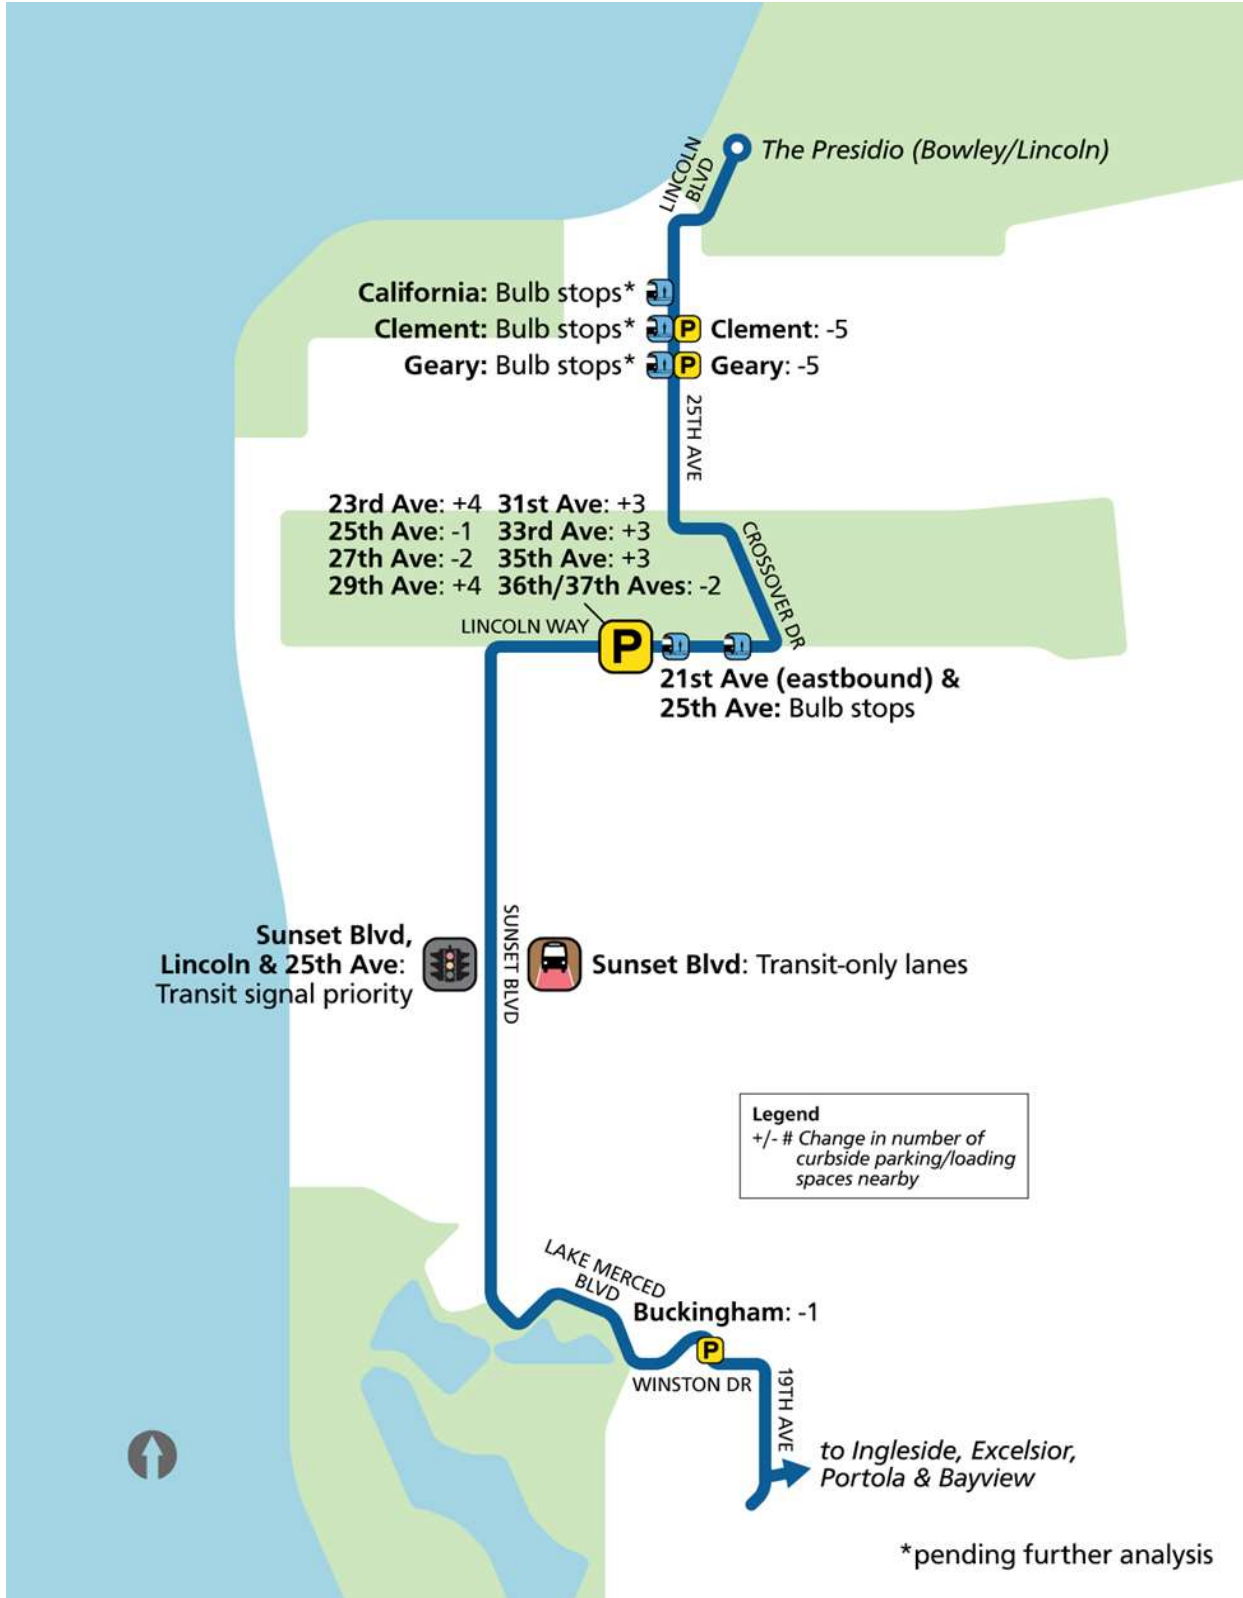 LINCOLN
BLVD
The Presidio (Bowley/Lincoln)
California: Bulb stops*
Clement: Bulb stops*
P
Clement: -5
Geary: Bulb stops*
P
Geary: -5
25TH AVE
23rd Ave: +4 31st Ave: +3
25th Ave: -1 33rd Ave: +3
27th Ave: -2 35th Ave: +3
29th Ave: +4 36th/37th Aves: -2
CROSSOVER DR
LINCOLN WAY
P
21st Ave (eastbound) &
25th Ave: Bulb stops
Sunset Blvd,
Lincoln & 25th Ave:
Transit signal priority
SUNSET BLVD
Sunset Blvd: Transit-only lanes
Legend
+/- # Change in number of
curbside parking/loading
spaces nearby
LAKE MERCED
BLVD
Buckingham: -1
P
WINSTON DR
19TH AVE
to Ingleside, Excelsior,
Portola & Bayview
*pending further analysis